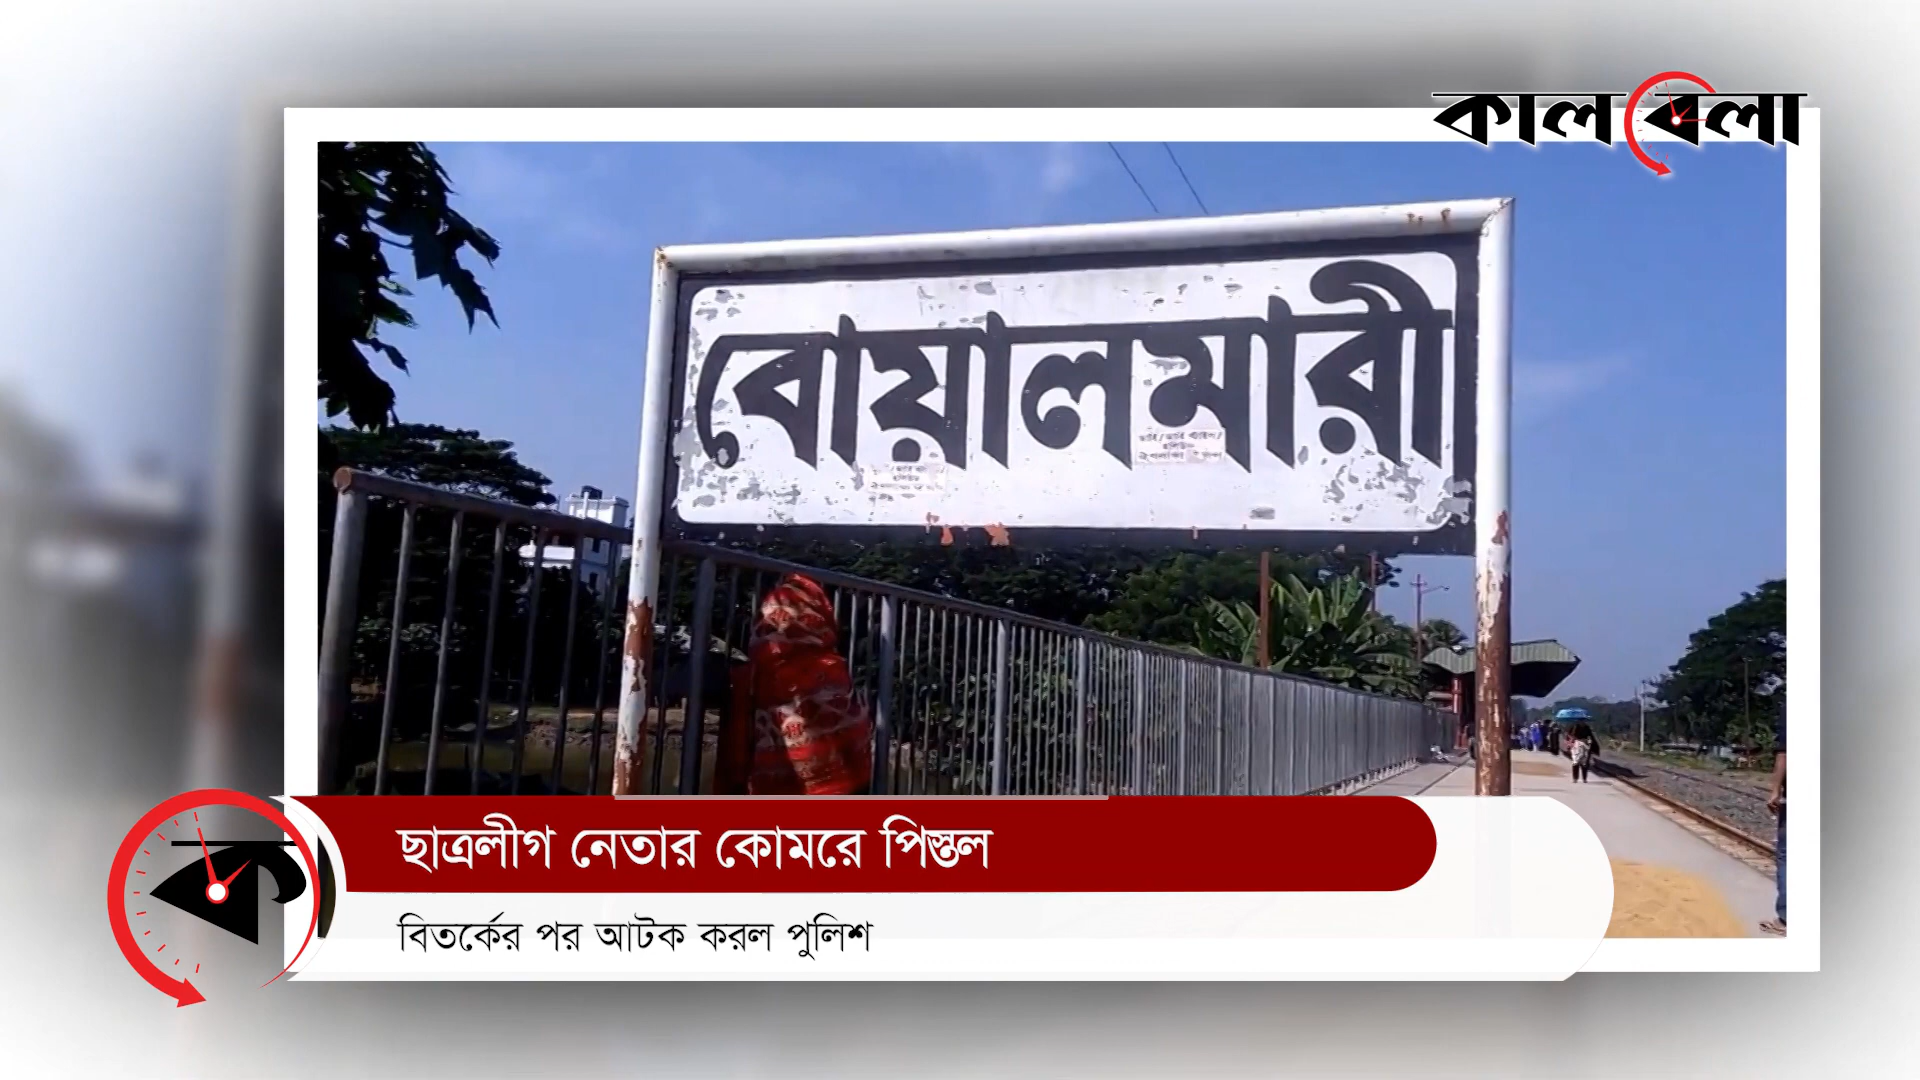 কালবেলা
বোয়ালমারী
ছাত্রলীগ নেতার কোমরে পিস্তল
বিতর্কের পর আটক করল পুলিশ